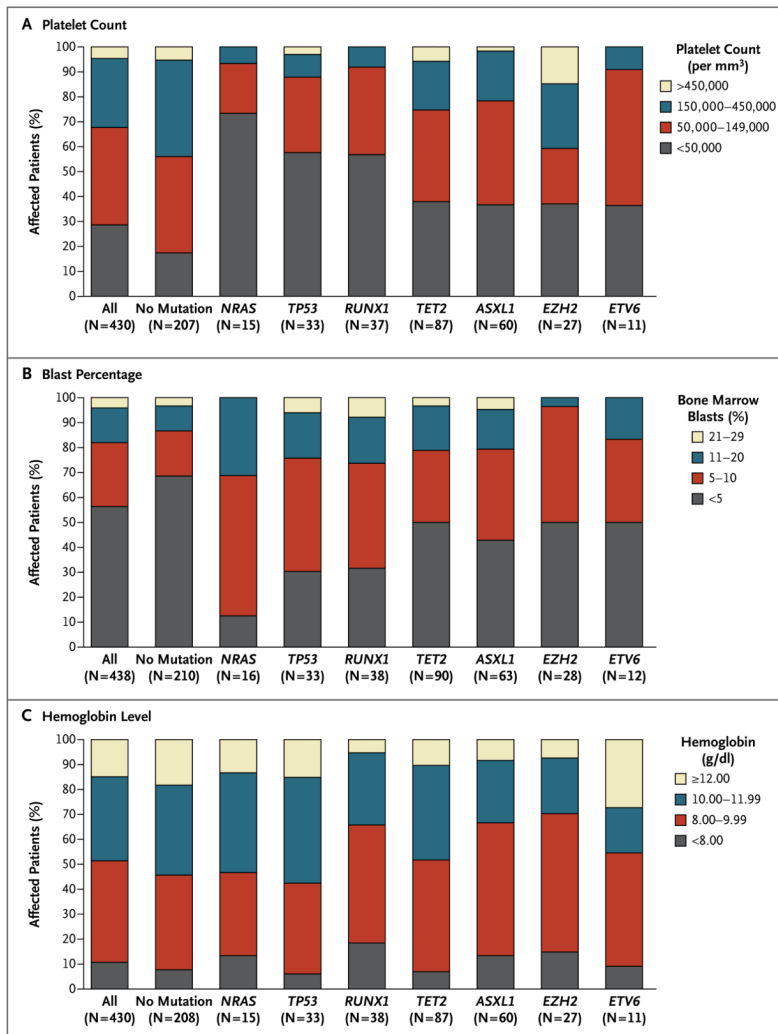 A Platelet Count
Affected Patients (%)
100
90
80
70
60
50
40
30
20
10
0
All No Mutation NRAS TP53 RUNX1 TET2 ASXL1 EZH2 ETV6
(N=430) (N=207) (N=15) (N=33) (N=37) (N=87) (N=60) (N=27) (N=11)
Platelet Count
(per mm³)
>450,000
150,000–450,000
50,000–149,000
<50,000
B Blast Percentage
Affected Patients (%)
100
90
80
70
60
50
40
30
20
10
0
All No Mutation NRAS TP53 RUNX1 TET2 ASXL1 EZH2 ETV6
(N=438) (N=210) (N=16) (N=33) (N=38) (N=90) (N=63) (N=28) (N=12)
Bone Marrow
Blasts (%)
21–29
11–20
5–10
<5
C Hemoglobin Level
Affected Patients (%)
100
90
80
70
60
50
40
30
20
10
0
All No Mutation NRAS TP53 RUNX1 TET2 ASXL1 EZH2 ETV6
(N=430) (N=208) (N=15) (N=33) (N=38) (N=87) (N=60) (N=27) (N=11)
Hemoglobin
(g/dl)
≥12.00
10.00–11.99
8.00–9.99
<8.00